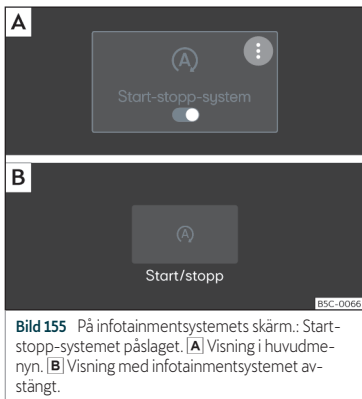 A
A
Start-stopp-system
B
A
Start/stopp
B5C-0066
Bild 155 På infotainmentsystemets skärm.: Start-
stopp-systemet påslaget. A Visning i huvudme-
nyn. B Visning med infotainmentsystemet av-
stängt.